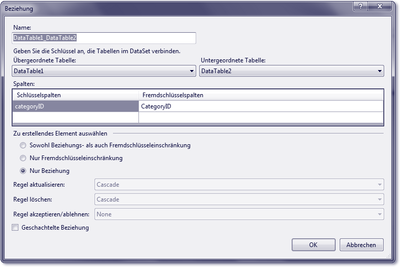 Beziehung
Name:
DataTable1_DataTable2
Geben Sie die Schlüssel an, die Tabellen im DataSet verbinden.
Übergeordnete Tabelle: Untergeordnete Tabelle:
DataTable1 DataTable2
Spalten:
Schlüsselspalten Fremdschlüsselspalten
categoryID CategoryID
Zu erstellendes Element auswählen
Sowohl Beziehungs- als auch Fremdschlüsseleinschränkung
Nur Fremdschlüsseleinschränkung
Nur Beziehung
Regel aktualisieren: Cascade
Regel löschen: Cascade
Regel akzeptieren/ablehnen: None
Geschachtelte Beziehung
OK Abbrechen